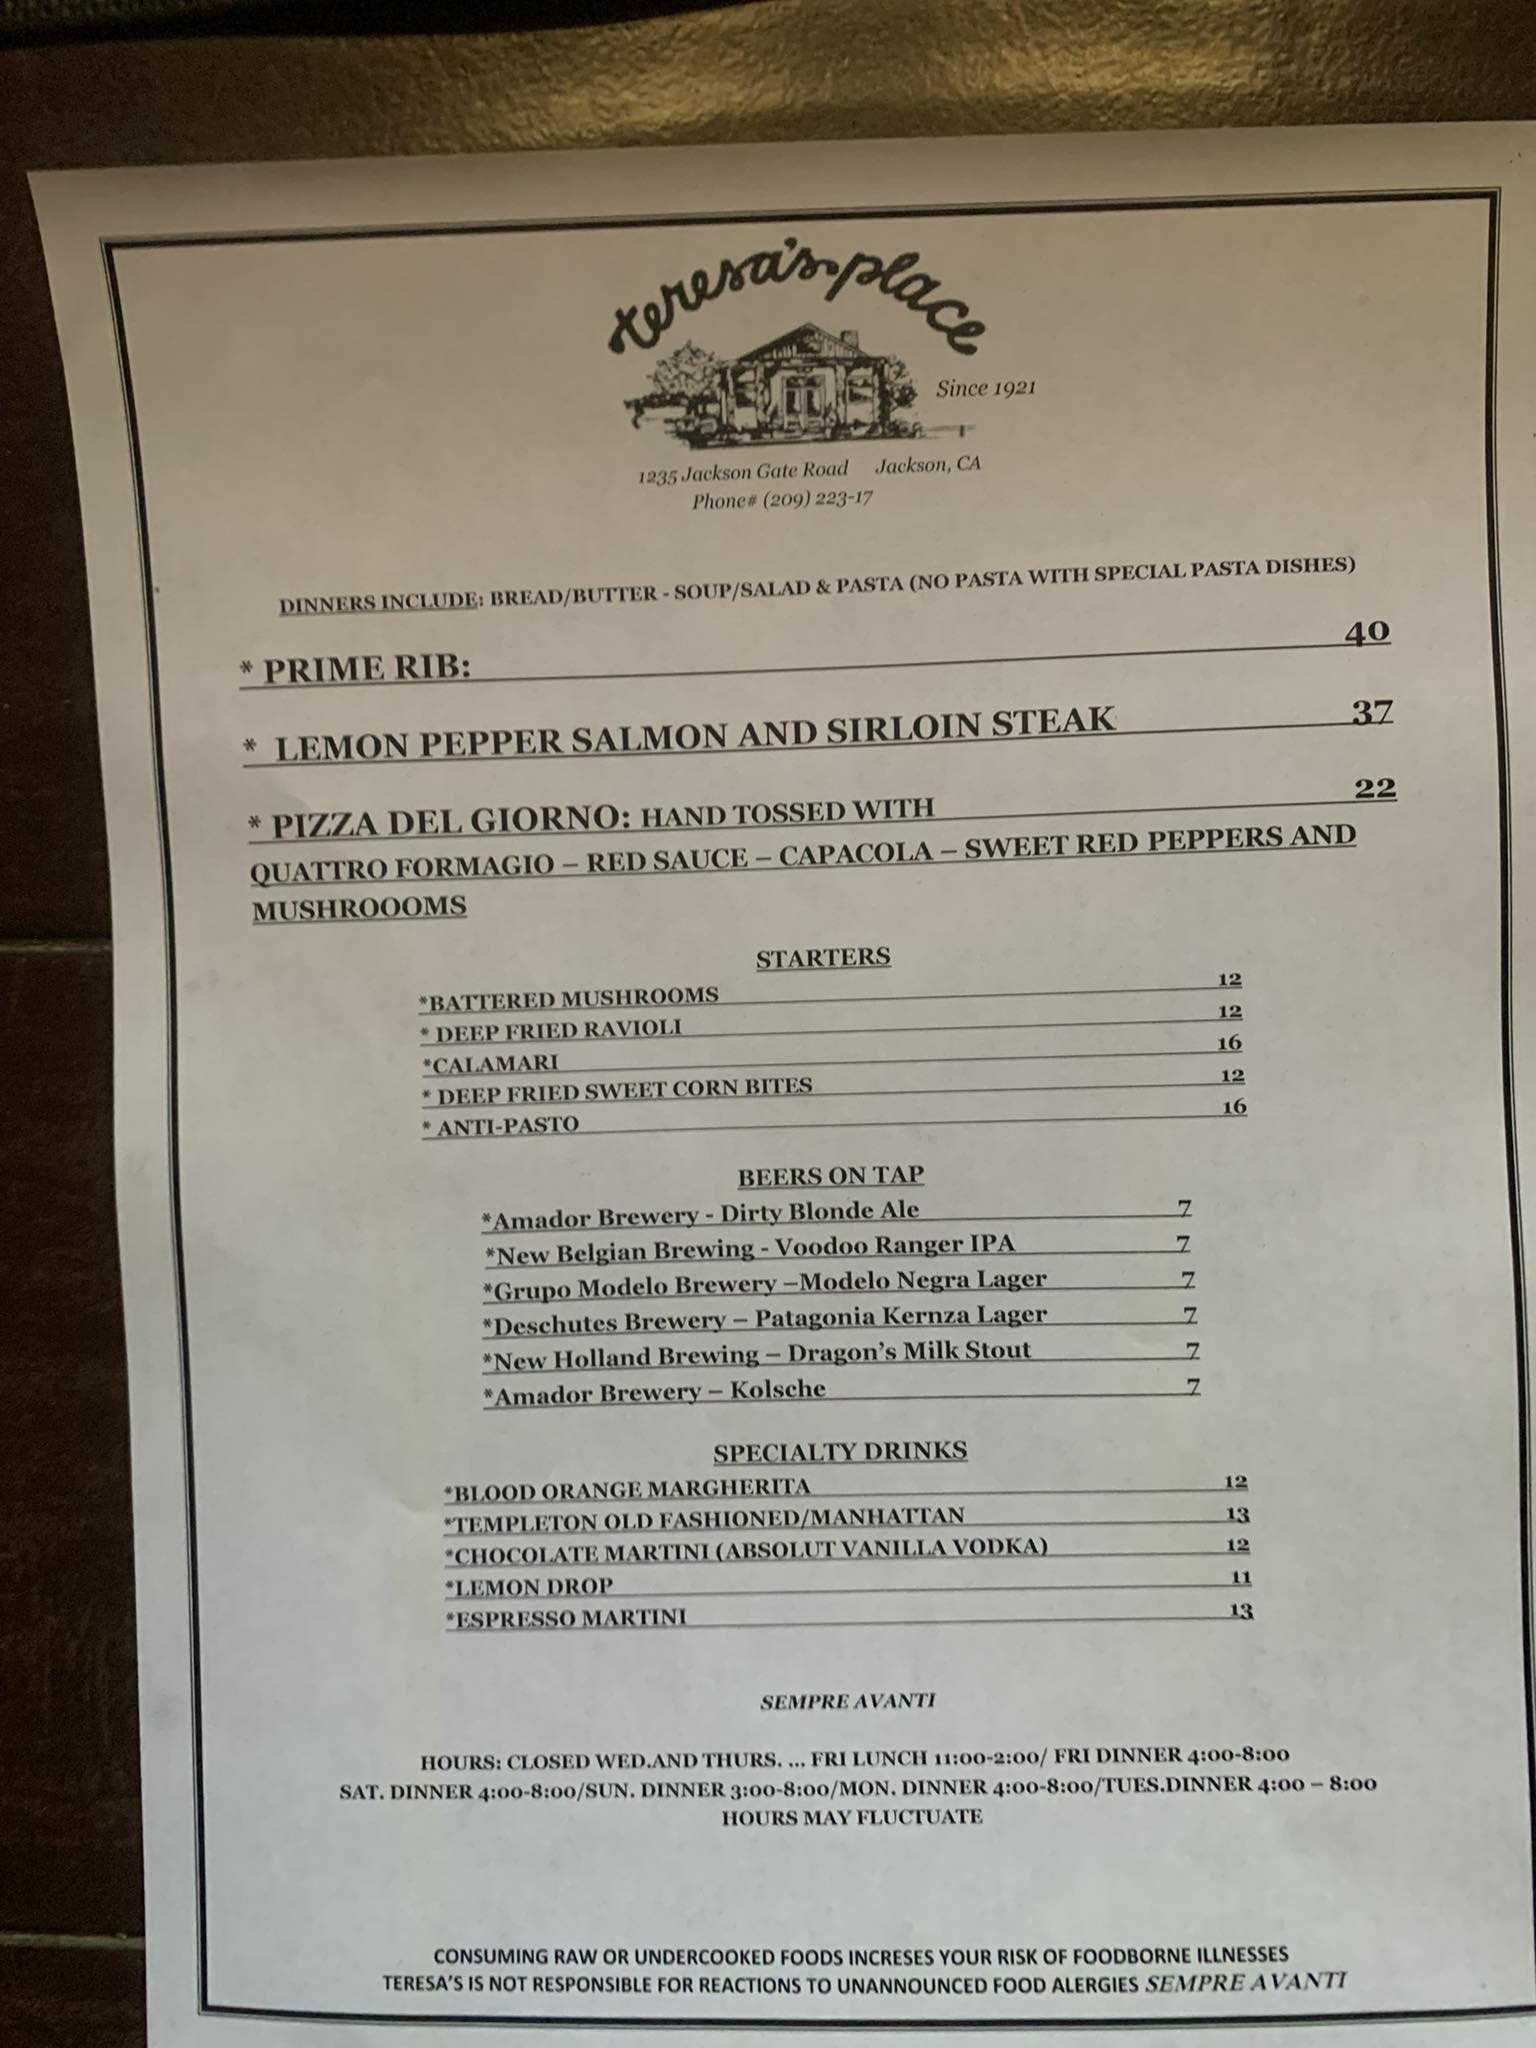 teresa's place
Since 1921
1235 Jackson Gate Road Jackson, CA
Phone# (209) 223-17
DINNERS INCLUDE: BREAD/BUTTER - SOUP/SALAD & PASTA (NO PASTA WITH SPECIAL PASTA DISHES)
* PRIME RIB: 40
* LEMON PEPPER SALMON AND SIRLOIN STEAK 37
* PIZZA DEL GIORNO: HAND TOSSED WITH 22
QUATTRO FORMAGIO – RED SAUCE – CAPACOLA – SWEET RED PEPPERS AND
MUSHROOOMS
STARTERS
*BATTERED MUSHROOMS 12
* DEEP FRIED RAVIOLI 12
*CALAMARI 16
* DEEP FRIED SWEET CORN BITES 12
* ANTI-PASTO 16
BEERS ON TAP
*Amador Brewery - Dirty Blonde Ale 7
*New Belgian Brewing - Voodoo Ranger IPA 7
*Grupo Modelo Brewery –Modelo Negra Lager 7
*Deschutes Brewery – Patagonia Kernza Lager 7
*New Holland Brewing – Dragon's Milk Stout 7
*Amador Brewery – Kolsche 7
SPECIALTY DRINKS
*BLOOD ORANGE MARGHERITA 12
*TEMPLETON OLD FASHIONED/MANHATTAN 13
*CHOCOLATE MARTINI (ABSOLUT VANILLA VODKA) 12
*LEMON DROP 11
*ESPRESSO MARTINI 13
SEMPRE AVANTI
HOURS: CLOSED WED.AND THURS. ... FRI LUNCH 11:00-2:00/ FRI DINNER 4:00-8:00
SAT. DINNER 4:00-8:00/SUN. DINNER 3:00-8:00/MON. DINNER 4:00-8:00/TUES.DINNER 4:00 – 8:00
HOURS MAY FLUCTUATE
CONSUMING RAW OR UNDERCOOKED FOODS INCRESES YOUR RISK OF FOODBORNE ILLNESSES
TERESA'S IS NOT RESPONSIBLE FOR REACTIONS TO UNANNOUNCED FOOD ALERGIES SEMPRE AVANTI